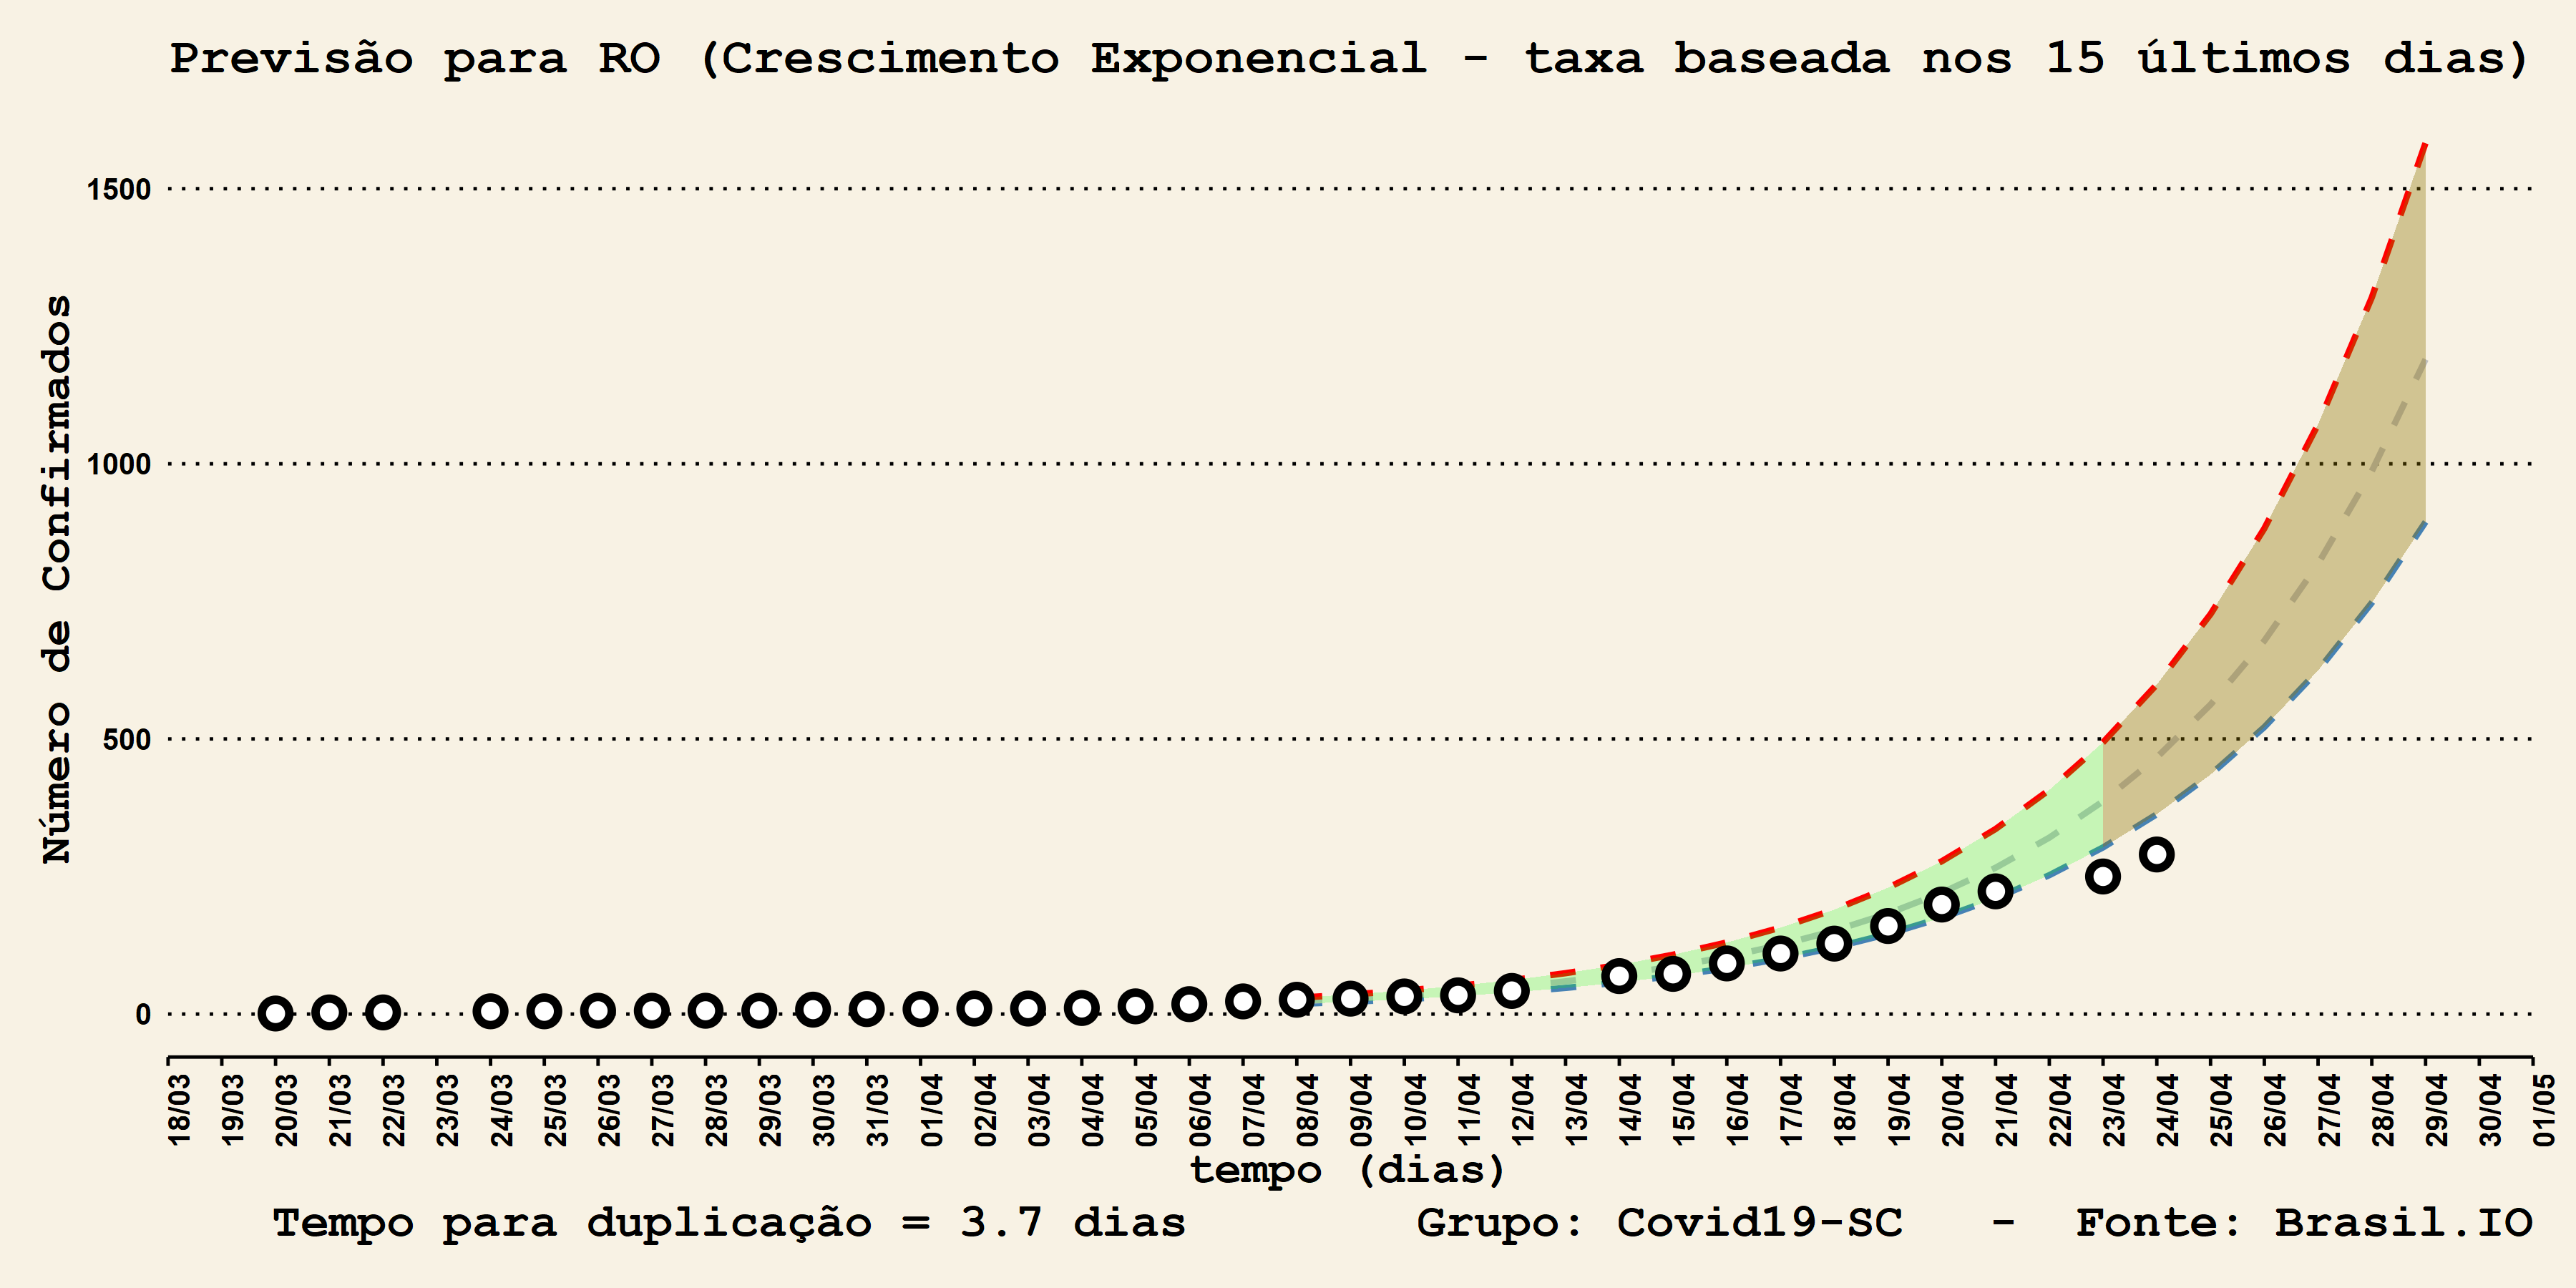 Previsão para RO (Crescimento Exponencial - taxa baseada nos 15 últimos dias)
Número de Confirmados
1500
1000
500
0
18/03 19/03 20/03 21/03 22/03 23/03 24/03 25/03 26/03 27/03 28/03 29/03 30/03 31/03 01/04 02/04 03/04 04/04 05/04 06/04 07/04 08/04 09/04 10/04 11/04 12/04 13/04 14/04 15/04 16/04 17/04 18/04 19/04 20/04 21/04 22/04 23/04 24/04 25/04 26/04 27/04 28/04 29/04 30/04 01/05
tempo (dias)
Tempo para duplicação = 3.7 dias Grupo: Covid19-SC - Fonte: Brasil.IO